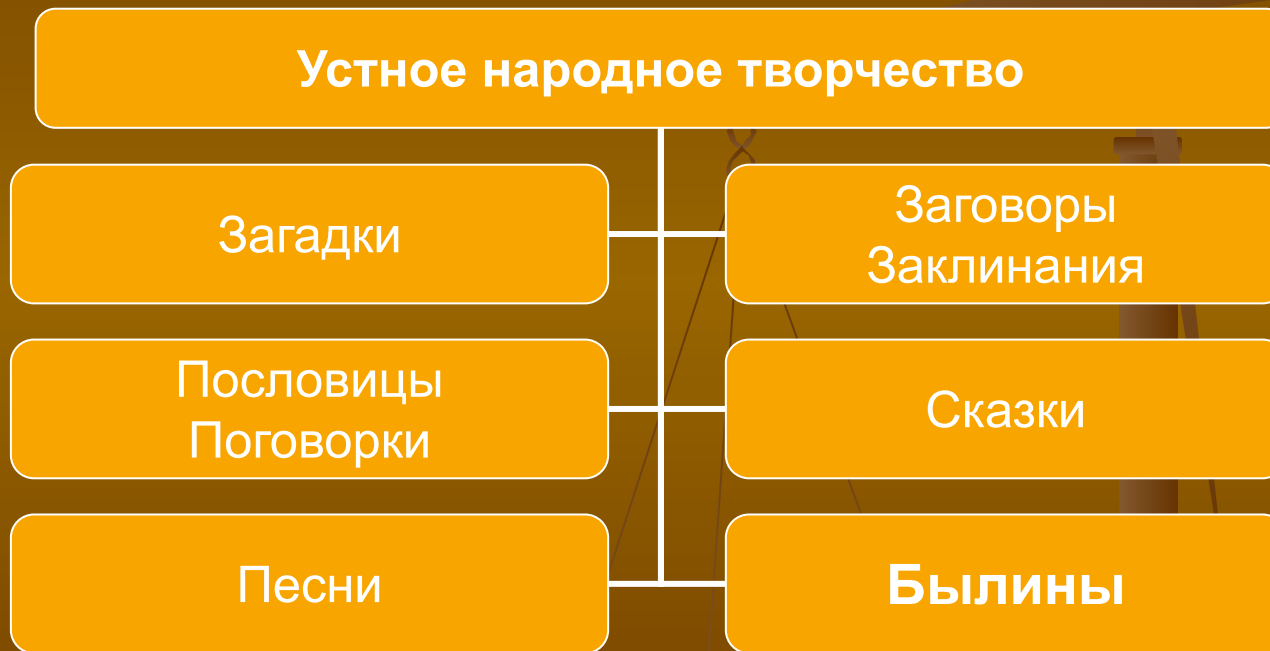 Устное народное творчество
Загадки
Заговоры
Заклинания
Пословицы
Поговорки
Сказки
Песни
Былины